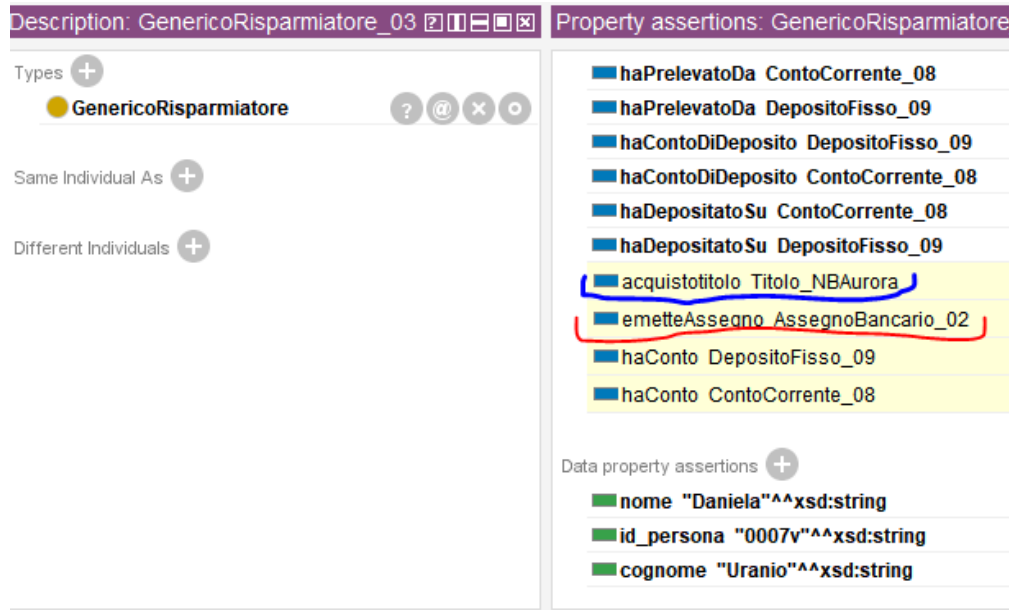 Description: GenericoRisparmiatore_03
Types
GenericoRisparmiatore
Same Individual As
Different Individuals
Property assertions: GenericoRisparmiatore
haPrelevatoDa ContoCorrente_08
haPrelevatoDa DepositoFisso_09
haContoDiDeposito DepositoFisso_09
haContoDiDeposito ContoCorrente_08
haDepositatoSu ContoCorrente_08
haDepositatoSu DepositoFisso_09
acquistotitolo Titolo_NBAurora
emetteAssegno AssegnoBancario_02
haConto DepositoFisso_09
haConto ContoCorrente_08
Data property assertions
nome "Daniela"^^xsd:string
id_persona "0007v"^^xsd:string
cognome "Uranio"^^xsd:string